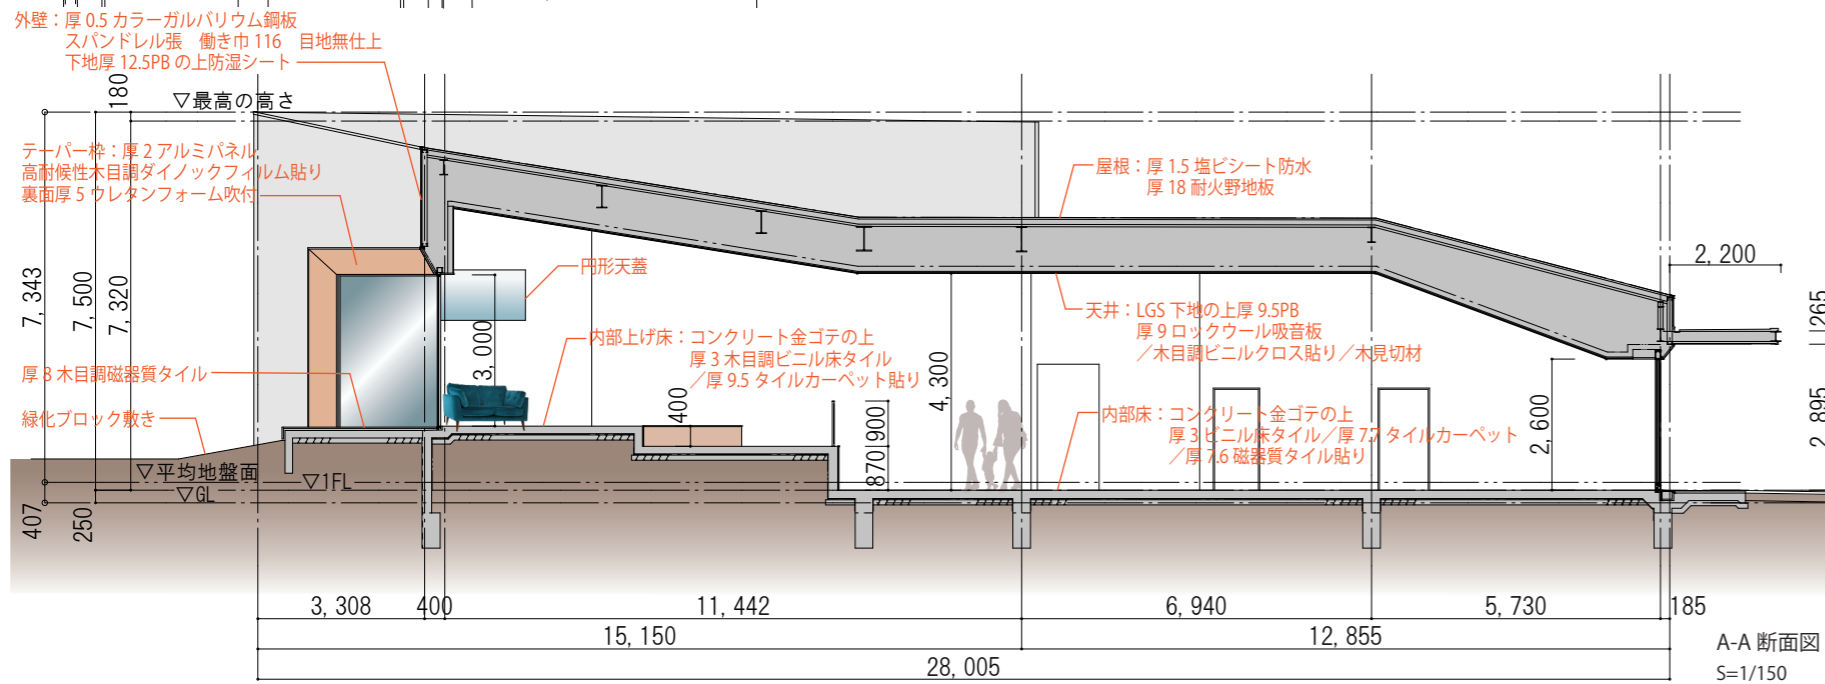 外壁：厚 0.5 カラーガルバリウム鋼板
スパンドレル張　働き巾 116　目地無仕上
下地厚 12.5PB の上防湿シート
180
▽最高の高さ
テーパー枠：厚 2 アルミパネル
高耐候性木目調ダイノックフィルム貼り
裏面厚 5 ウレタンフォーム吹付
屋根：厚 1.5 塩ビシート防水
厚 18 耐火野地板
2,200
円形天蓋
7,343
7,500
7,320
265
天井：LGS 下地の上厚 9.5PB
厚 9 ロックウール吸音板
／木目調ビニルクロス貼り／木見切材
3,000
内部上げ床：コンクリート金ゴテの上
厚 3 木目調ビニル床タイル
／厚 9.5 タイルカーペット貼り
厚 8 木目調磁器質タイル
緑化ブロック敷き
400
900
870
4,300
2,600
2,895
内部床：コンクリート金ゴテの上
厚 3 ビニル床タイル／厚 7.7 タイルカーペット
／厚 7.6 磁器質タイル貼り
▽平均地盤面
▽1FL
▽GL
407
250
3,308
400
11,442
6,940
5,730
185
15,150
12,855
28,005
A-A 断面図
S=1/150